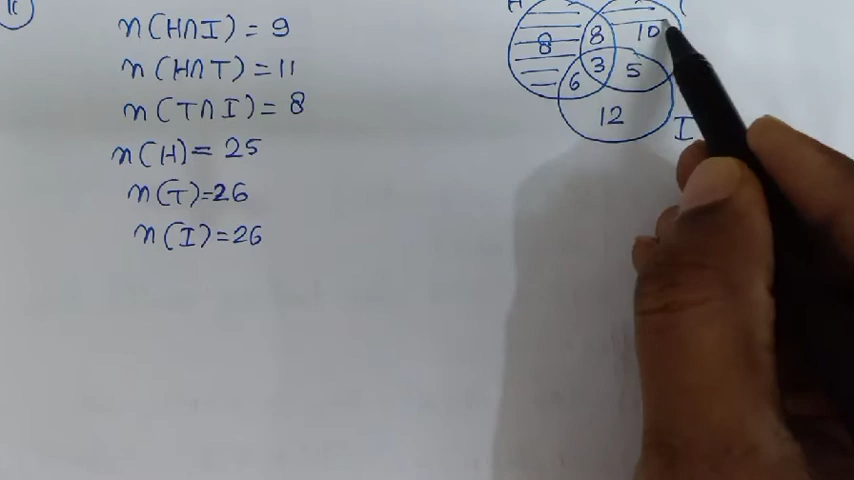 n(H∩I) = 9
n(H∩T) = 11
n(T∩I) = 8
n(H) = 25
n(T)=26
n(I)=26
H
8 8 10
3 5
6
12
I